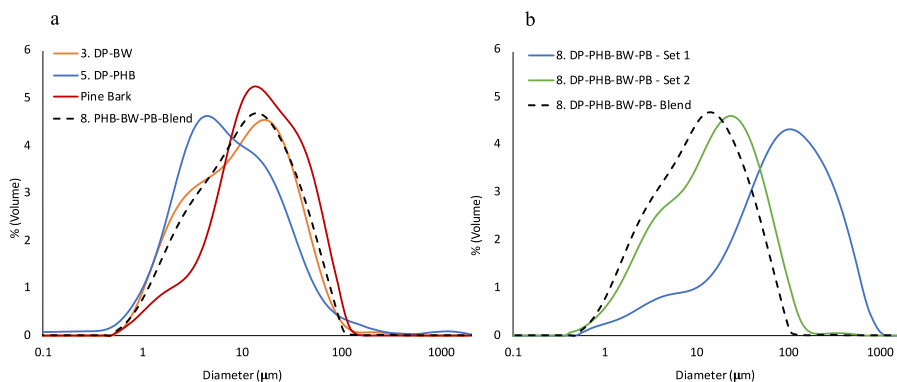 a
6
5
4
3
2
1
0
% (Volume)
3. DP-BW
5. DP-PHB
Pine Bark
8. PHB-BW-PB-Blend
0.1
1
10
100
1000
Diameter (μm)
b
6
5
4
3
2
1
0
% (Volume)
8. DP-PHB-BW-PB - Set 1
8. DP-PHB-BW-PB - Set 2
8. DP-PHB-BW-PB- Blend
0.1
1
10
100
1000
Diameter (μm)